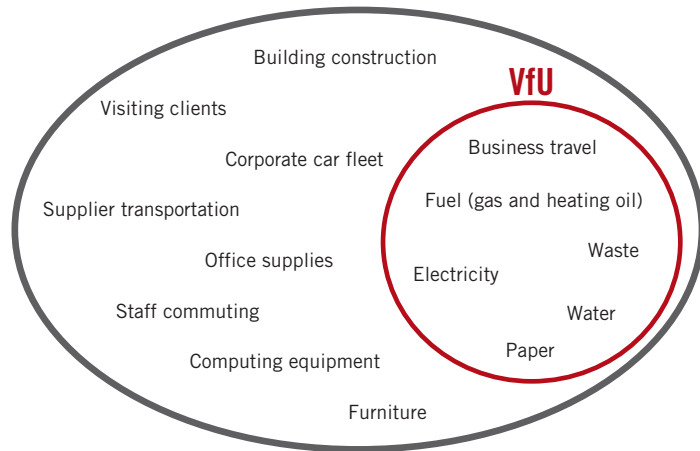 Building construction
VfU
Visiting clients
Business travel
Corporate car fleet
Fuel (gas and heating oil)
Supplier transportation
Waste
Office supplies
Electricity
Staff commuting
Water
Paper
Computing equipment
Furniture